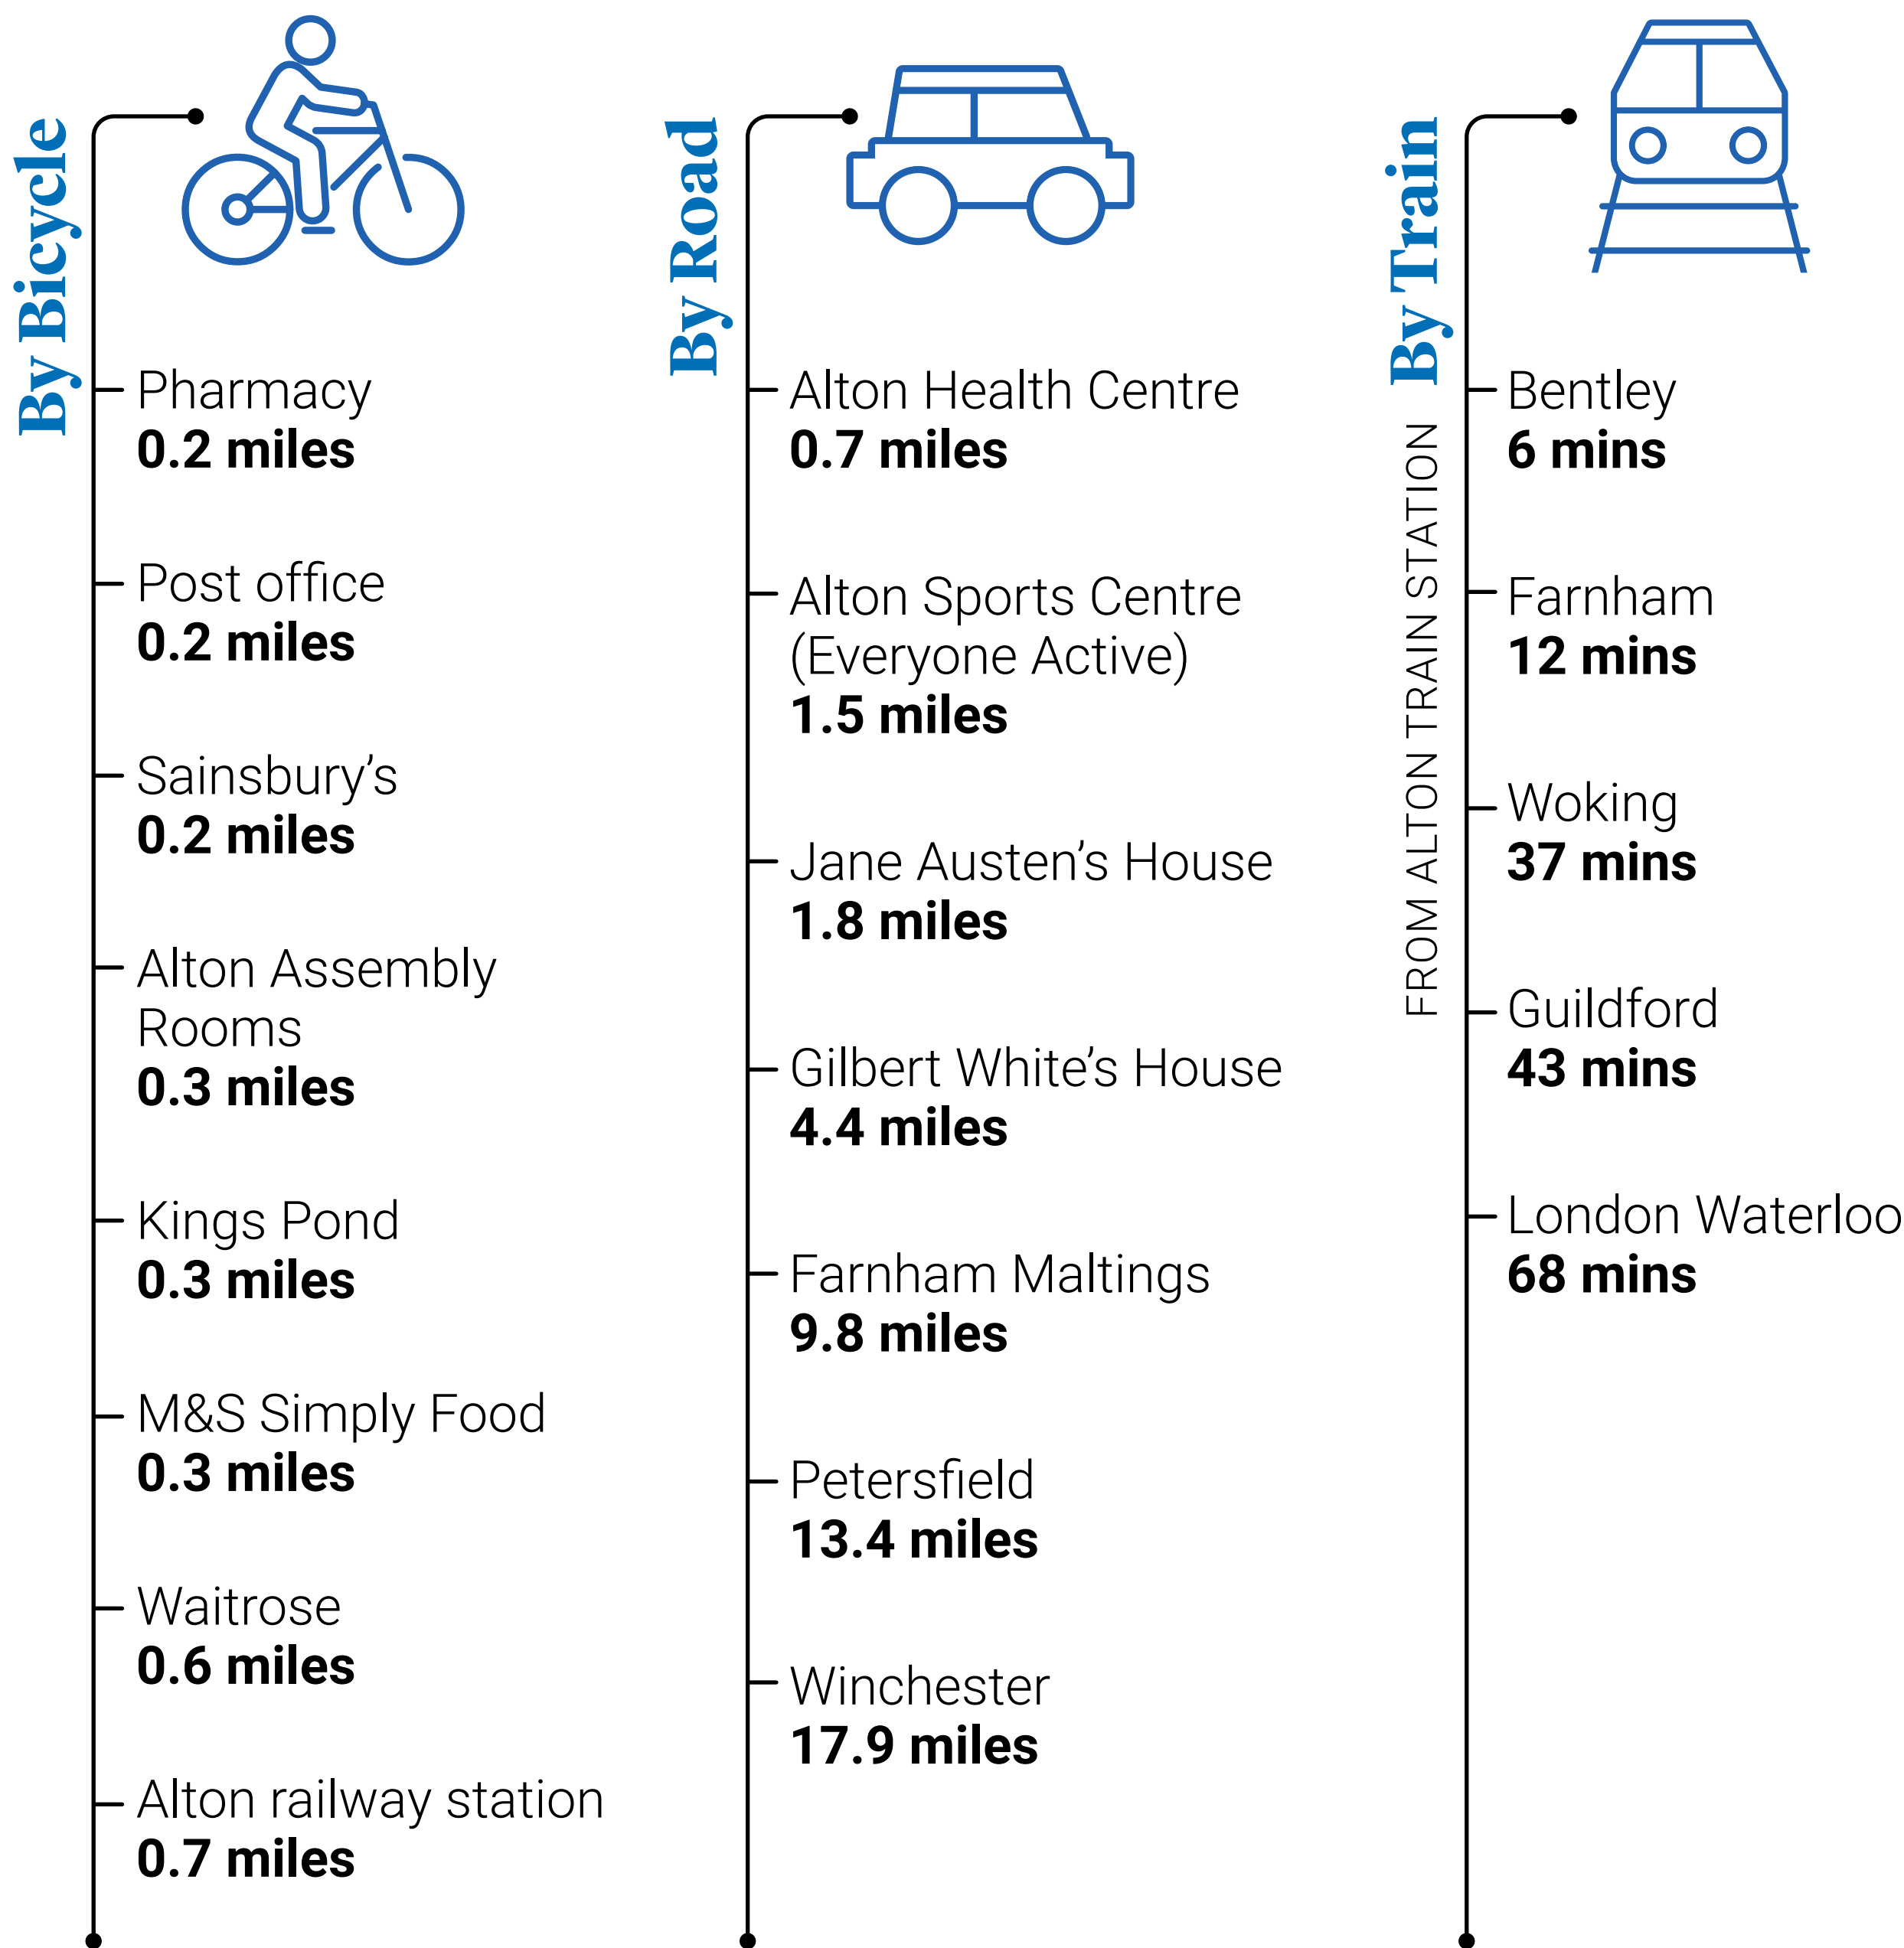 By Bicycle
Pharmacy
0.2 miles
Post office
0.2 miles
Sainsbury’s
0.2 miles
Alton Assembly
Rooms
0.3 miles
Kings Pond
0.3 miles
M&S Simply Food
0.3 miles
Waitrose
0.6 miles
Alton railway station
0.7 miles
By Road
Alton Health Centre
0.7 miles
Alton Sports Centre
(Everyone Active)
1.5 miles
Jane Austen’s House
1.8 miles
Gilbert White’s House
4.4 miles
Farnham Maltings
9.8 miles
Petersfield
13.4 miles
Winchester
17.9 miles
By Train
FROM ALTON TRAIN STATION
Bentley
6 mins
Farnham
12 mins
Woking
37 mins
Guildford
43 mins
London Waterloo
68 mins